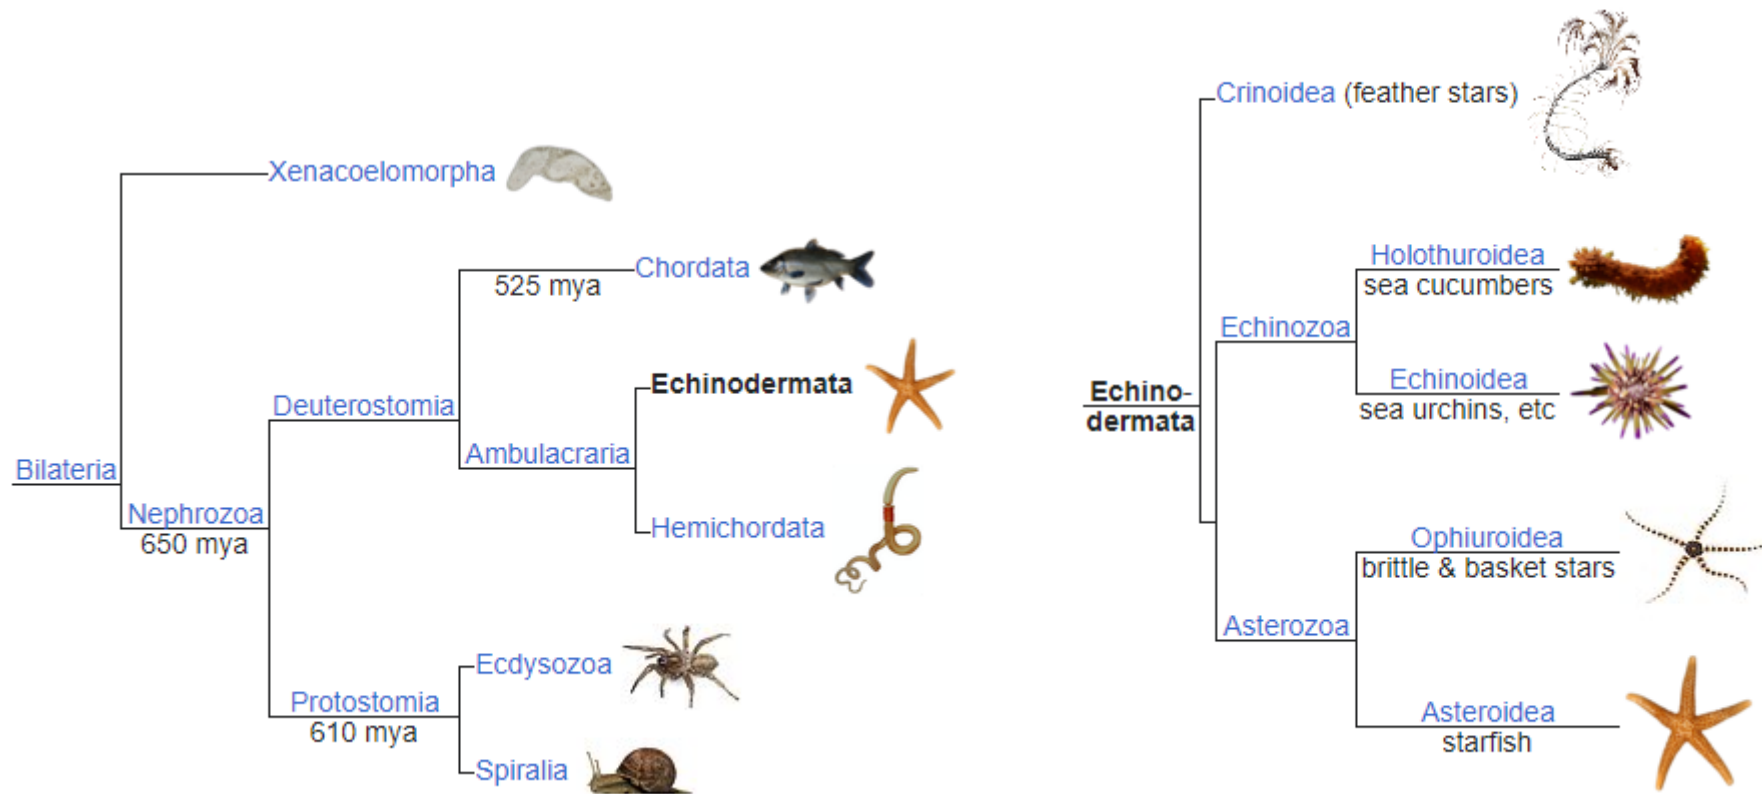 Xenacoelomorpha
Chordata
525 mya
Echinodermata
Deuterostomia
Ambulacraria
Bilateria
Nephrozoa
650 mya
Hemichordata
Ecdysozoa
Protostomia
610 mya
Spiralia
Crinoidea (feather stars)
Holothuroidea
sea cucumbers
Echinozoa
Echinoidea
sea urchins, etc
Echino-
dermata
Ophiuroidea
brittle & basket stars
Asterozoa
Asteroidea
starfish